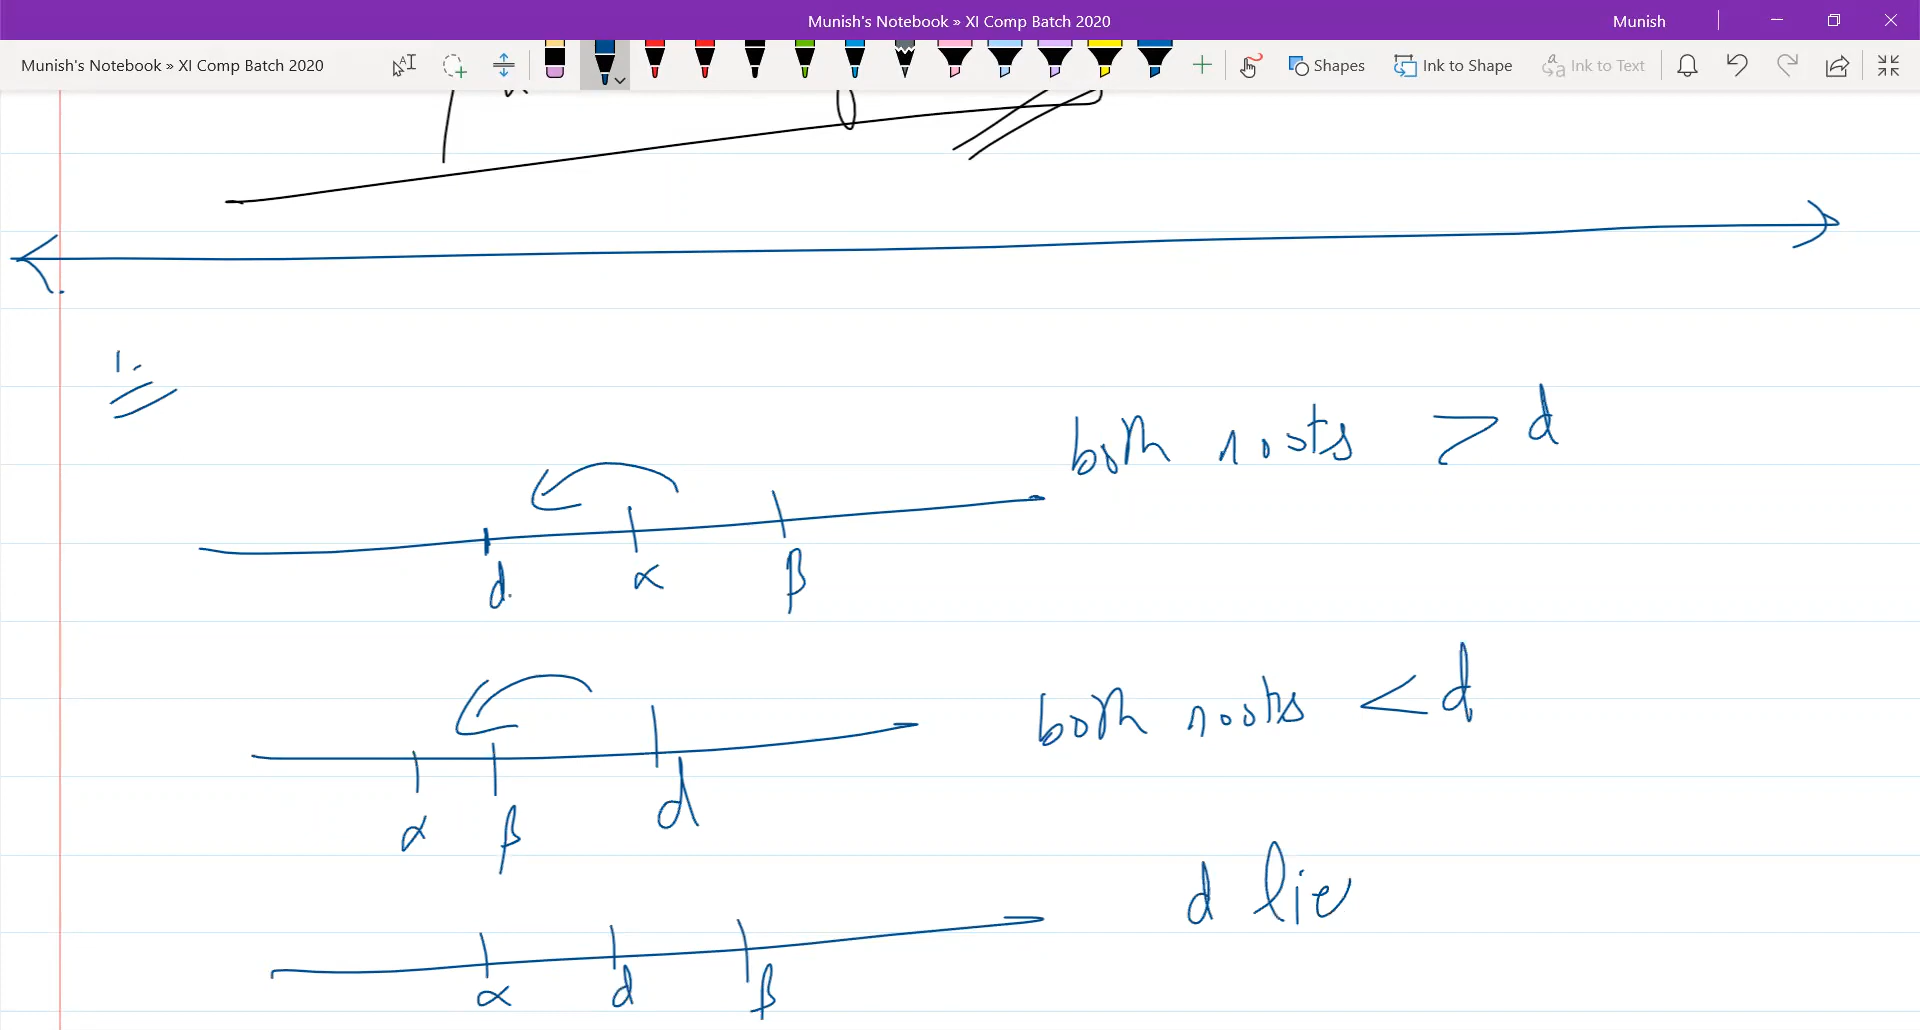 Munish's Notebook » XI Comp Batch 2020
Munish
Munish's Notebook » XI Comp Batch 2020
Shapes
Ink to Shape
Ink to Text
1.
both roots > d
d α β
both roots < d
α β d
d lie
α d β